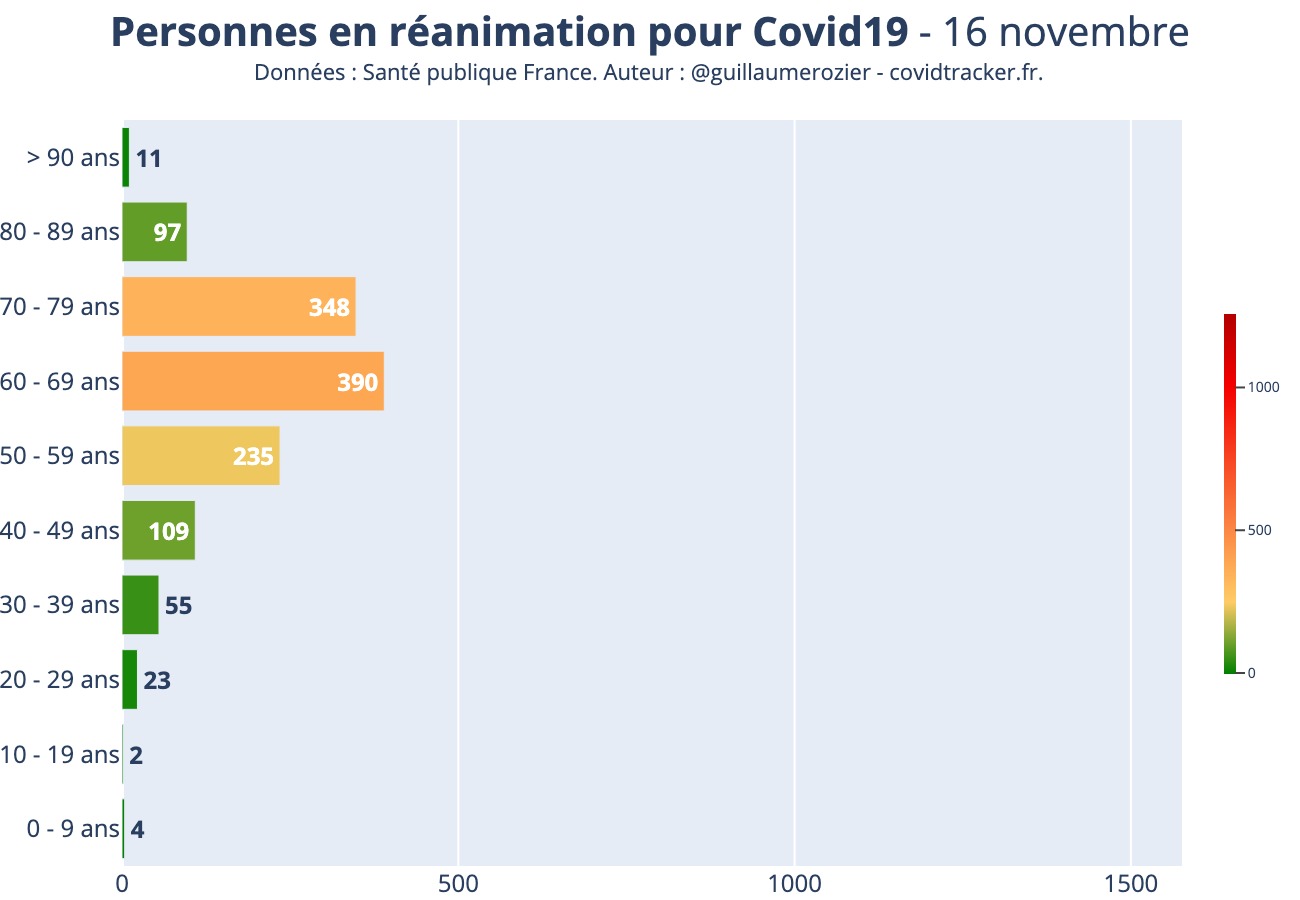 Personnes en réanimation pour Covid19 - 16 novembre
Données : Santé publique France. Auteur : @guillaumerozier - covidtracker.fr.
> 90 ans 11
80 - 89 ans 97
70 - 79 ans 348
60 - 69 ans 390
50 - 59 ans 235
40 - 49 ans 109
30 - 39 ans 55
20 - 29 ans 23
10 - 19 ans 2
0 - 9 ans 4
0 500 1000 1500
1000
500
0